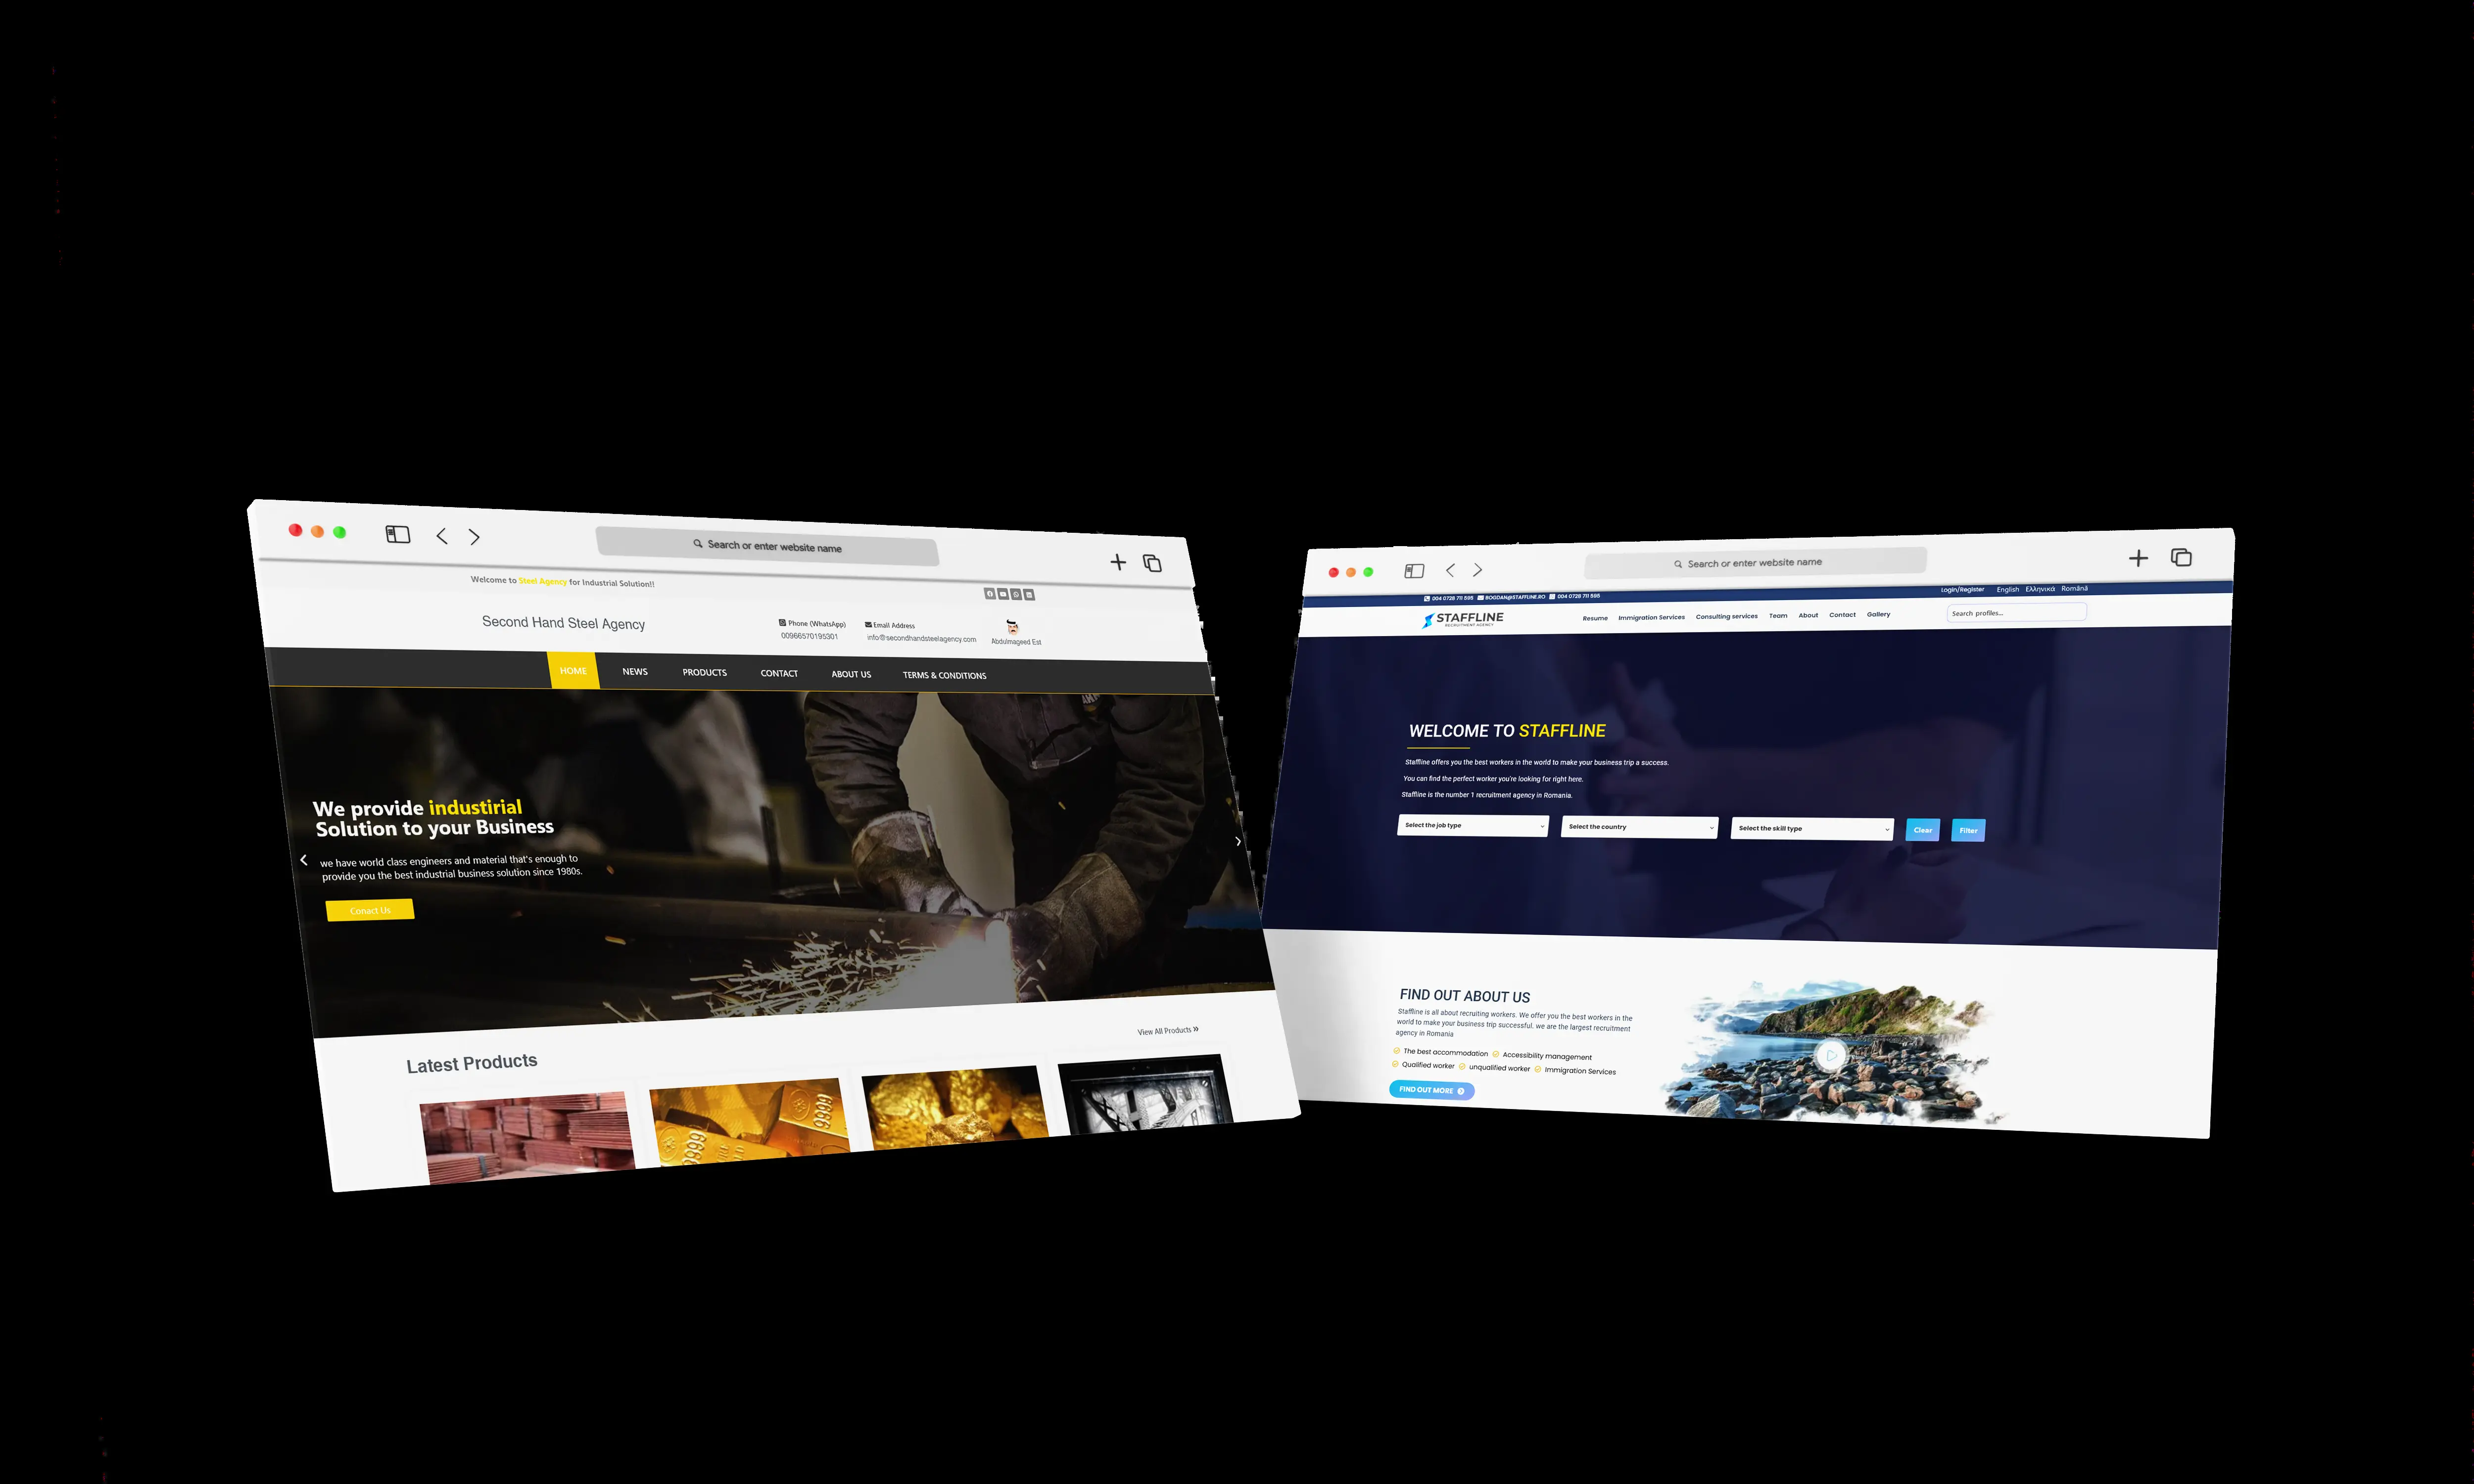 Search or enter website name
Welcome to Steel Agency for Industrial Solution!!
Second Hand Steel Agency
Phone (WhatsApp)
00966570195301
Email Address
info@secondhandsteelagency.com
Abdulmageed Est
HOME NEWS PRODUCTS CONTACT ABOUT US TERMS & CONDITIONS
We provide industirial
Solution to your Business
we have world class engineers and material that's enough to
provide you the best industrial business solution since 1980s.
Conact Us
View All Products »
Latest Products
9999
9999
Search or enter website name
004 0728 711 595 BOGDAN@STAFFLINE.RO 004 0728 711 595
Login/Register English Ελληνικά Română
STAFFLINE
RECRUITMENT AGENCY
Resume Immigration Services Consulting services Team About Contact Gallery
Search profiles...
WELCOME TO STAFFLINE
Staffline offers you the best workers in the world to make your business trip a success.
You can find the perfect worker you're looking for right here.
Staffline is the number 1 recruitment agency in Romania.
Select the job type Select the country Select the skill type Clear Filter
FIND OUT ABOUT US
Staffline is all about recruiting workers. We offer you the best workers in the
world to make your business trip successful. we are the largest recruitment
agency in Romania
The best accommodation Accessibility management
Qualified worker unqualified worker Immigration Services
FIND OUT MORE